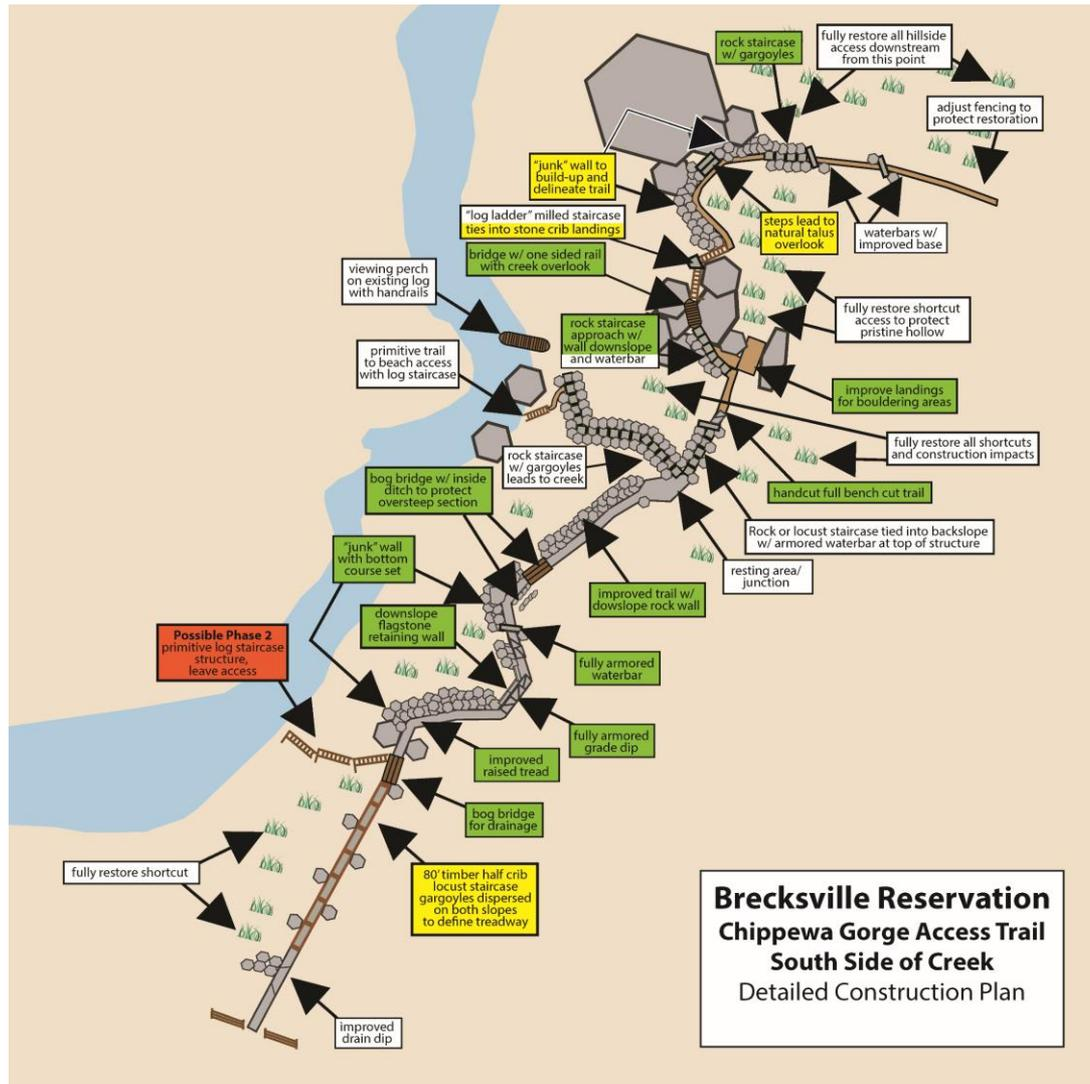 rock staircase
w/ gargoyles
fully restore all hillside
access downstream
from this point
adjust fencing to
protect restoration
"junk" wall to
build-up and
delineate trail
"log ladder" milled staircase
ties into stone crib landings
steps lead to
natural talus
overlook
waterbars w/
improved base
bridge w/ one sided rail
with creek overlook
viewing perch
on existing log
with handrails
fully restore shortcut
access to protect
pristine hollow
rock staircase
approach w/
wall downslope
and waterbar
primitive trail
to beach access
with log staircase
improve landings
for bouldering areas
fully restore all shortcuts
and construction impacts
rock staircase
w/ gargoyles
leads to creek
bog bridge w/ inside
ditch to protect
oversteep section
handcut full bench cut trail
Rock or locust staircase tied into backslope
w/ armored waterbar at top of structure
"junk" wall
with bottom
course set
resting area/
junction
improved trail w/
dowslope rock wall
downslope
flagstone
retaining wall
Possible Phase 2
primitive log staircase
structure,
leave access
fully armored
waterbar
fully armored
grade dip
improved
raised tread
bog bridge
for drainage
fully restore shortcut
80' timber half crib
locust staircase
gargoyles dispersed
on both slopes
to define treadway
Brecksville Reservation
Chippewa Gorge Access Trail
South Side of Creek
Detailed Construction Plan
improved
drain dip